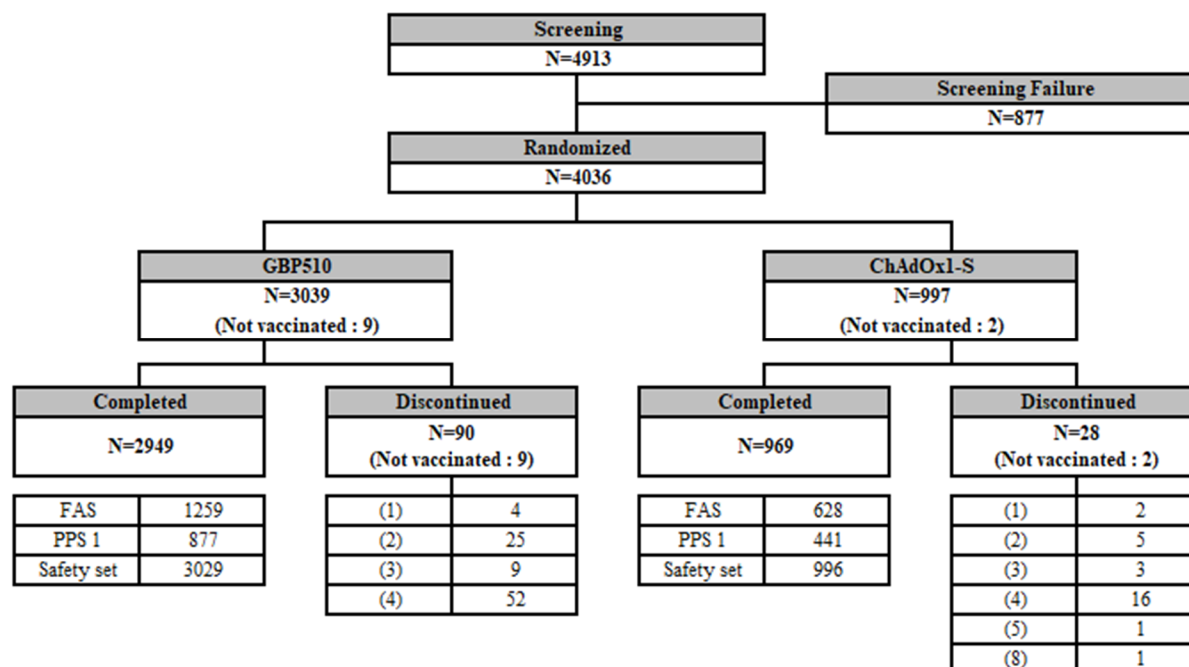 Screening
N=4913
Screening Failure
N=877
Randomized
N=4036
GBP510
N=3039
(Not vaccinated : 9)
ChAdOx1-S
N=997
(Not vaccinated : 2)
Completed
N=2949
Discontinued
N=90
(Not vaccinated : 9)
Completed
N=969
Discontinued
N=28
(Not vaccinated : 2)
FAS 1259
PPS 1 877
Safety set 3029
(1) 4
(2) 25
(3) 9
(4) 52
FAS 628
PPS 1 441
Safety set 996
(1) 2
(2) 5
(3) 3
(4) 16
(5) 1
(8) 1